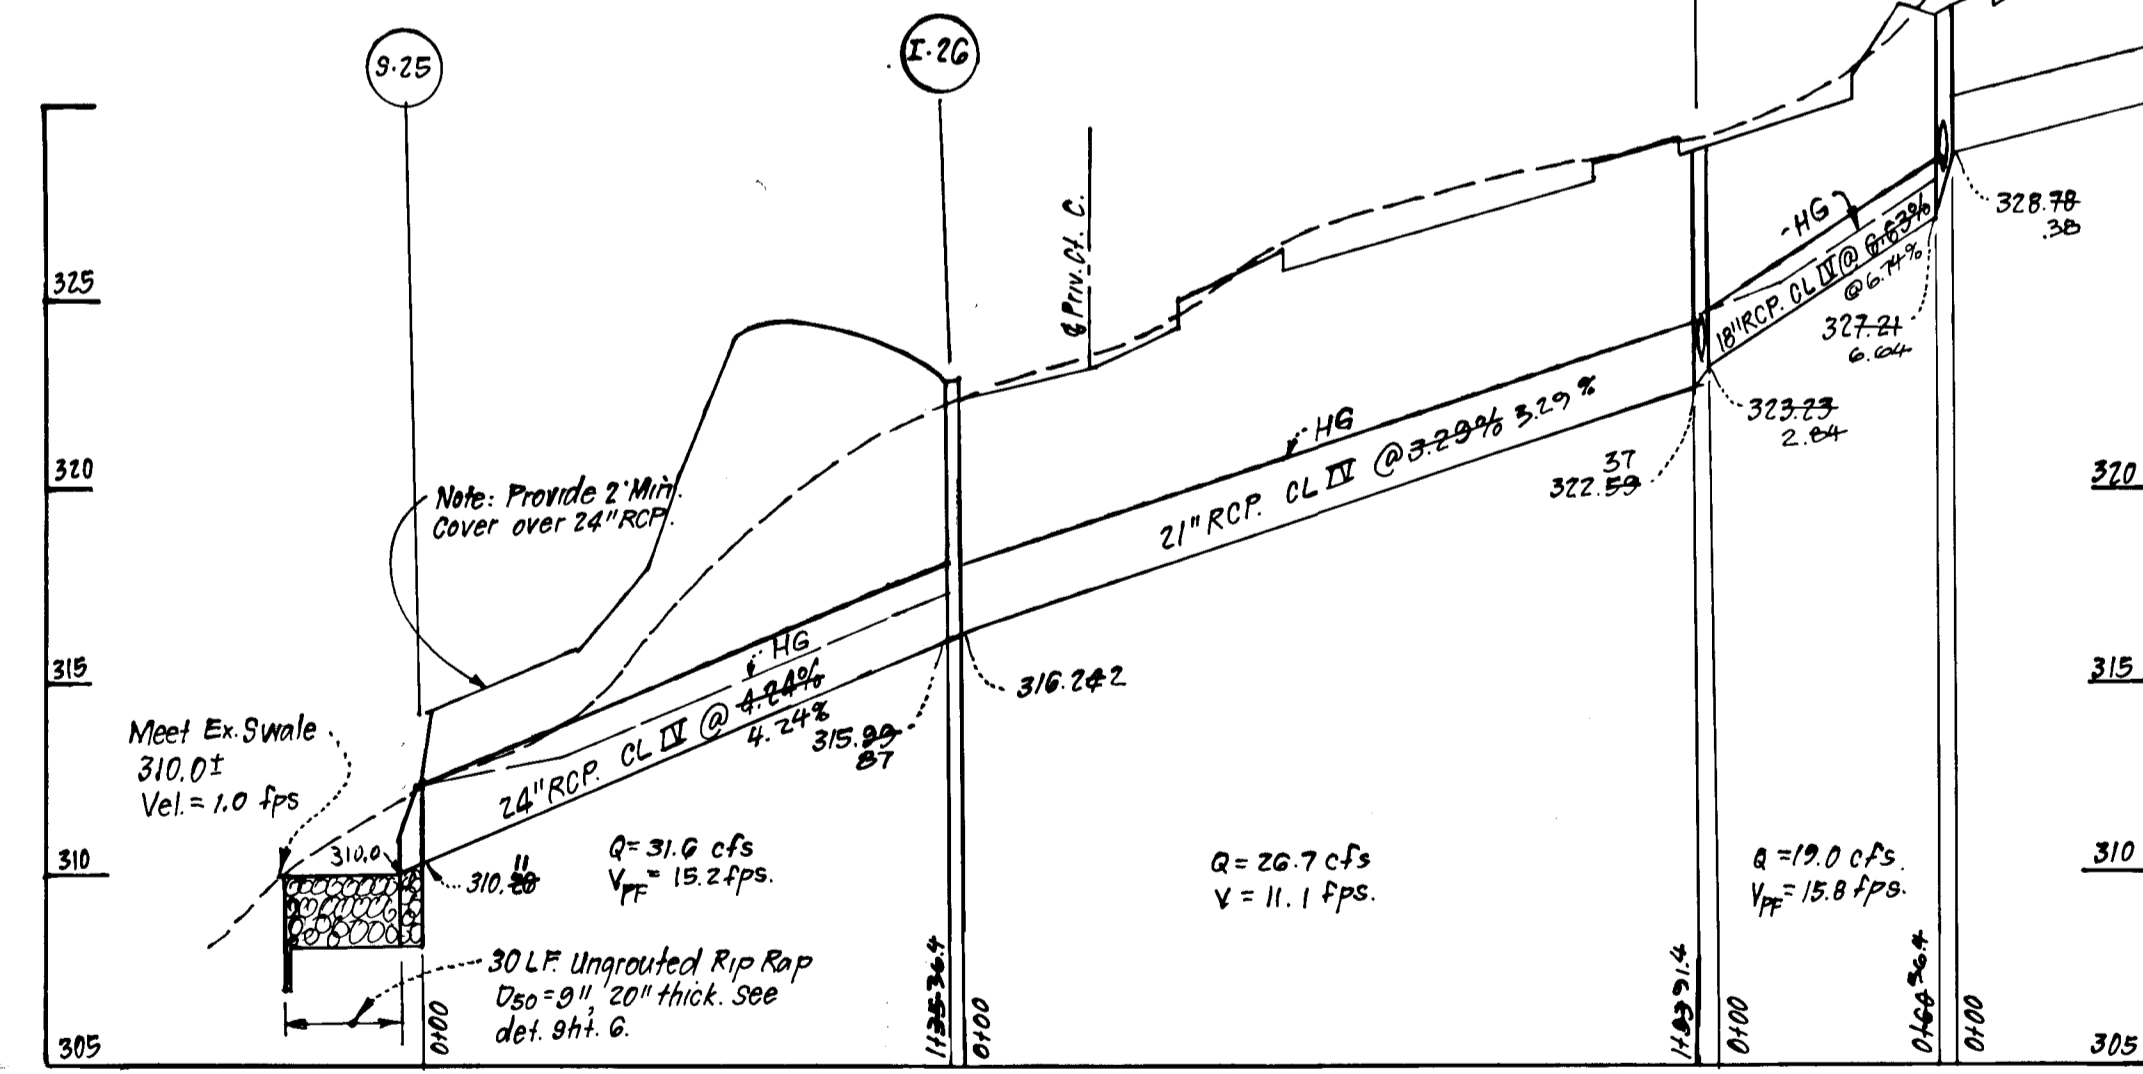 S-25
I-26
325
320
315
310
305
Note: Provide 2' Min.
Cover over 24" RCP.
Meet Ex. Swale
310.0±
Vel. = 1.0 fps
310.0
310.20
11
30 LF. Ungrouted Rip Rap
D50 = 9", 20" thick. See
det. sht. 6.
0+00
24" RCP. CL IV @ 4.24%
4.24%
HG
315.99
87
Q = 31.6 cfs
VPF = 15.2 fps.
316.242
0+00
℄ Priv. Ct. C.
21" RCP. CL IV @ 3.29% 3.29%
HG
37
322.59
Q = 26.7 cfs
V = 11.1 fps.
0+00
HG
18" RCP. CL IV @ 6.63%
@ 6.74%
328.78
.38
327.21
6.64
323.23
2.84
Q = 19.0 cfs.
VPF = 15.8 fps.
0+00
320
315
310
305